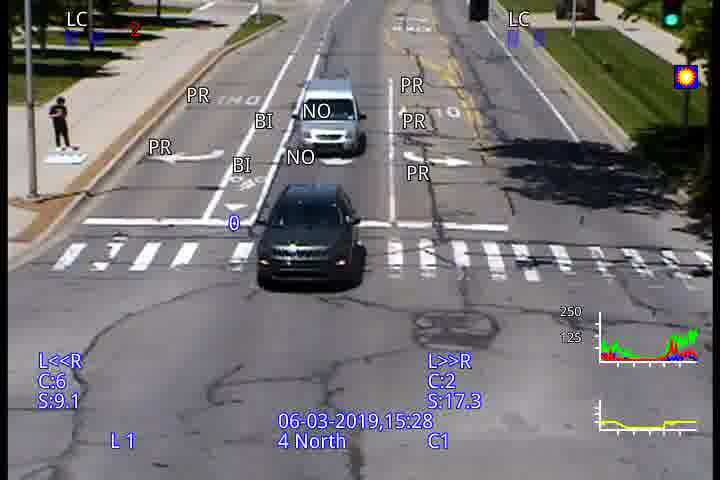 LC
2
LC
PR
PR
NO
BI
PR
PR
NO
BI
PR
0
250
125
L<<R
C:6
S:9.1
L>>R
C:2
S:17.3
06-03-2019,15:28
4 North
L 1
C1
ONLY